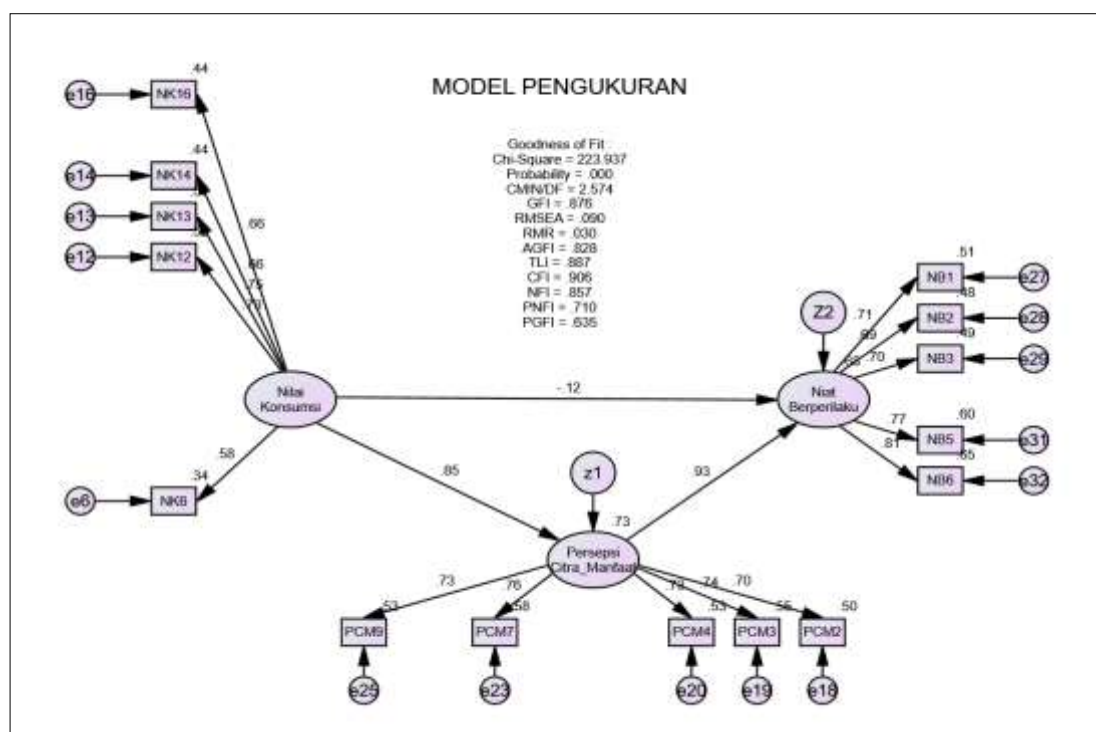 MODEL PENGUKURAN
Goodness of Fit :
Chi-Square = 223.937
Probability = .000
CMIN/DF = 2.574
GFI = .876
RMSEA = .090
RMR = .030
AGFI = .828
TLI = .887
CFI = .906
NFI = .857
PNFI = .710
PGFI = .635
.44
e16
NK16
.44
e14
NK14
e13
NK13
e12
NK12
.66
.66
.75
Nilai
Konsumsi
.58
.34
e6
-.12
.85
z1
.73
Persepsi
Citra_Manfaat
.93
Z2
Niat
Berperilaku
.51
NB1
e27
.48
NB2
e28
.49
NB3
e29
.60
NB5
e31
.65
NB6
e32
.71
.70
.77
.81
.73
.76
.74
.70
.53
.58
.53
.50
PCM9
PCM7
PCM4
PCM3
PCM2
e25
e23
e20
e19
e18